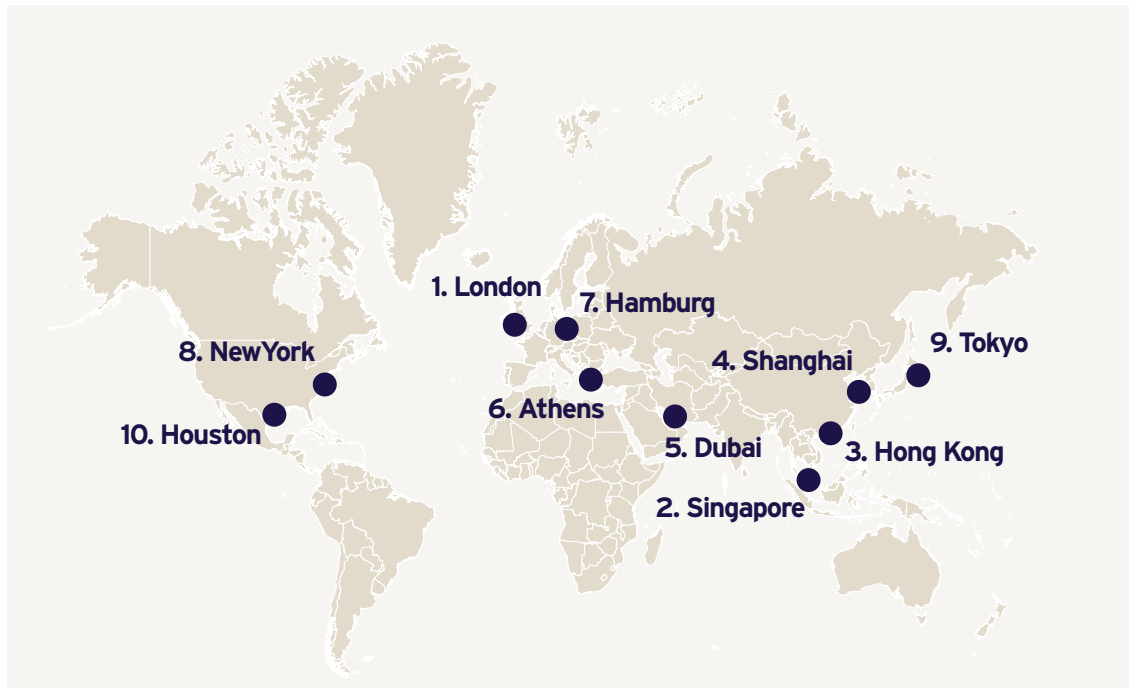 1. London
7. Hamburg
8. NewYork
9. Tokyo
4. Shanghai
6. Athens
10. Houston
5. Dubai
3. Hong Kong
2. Singapore